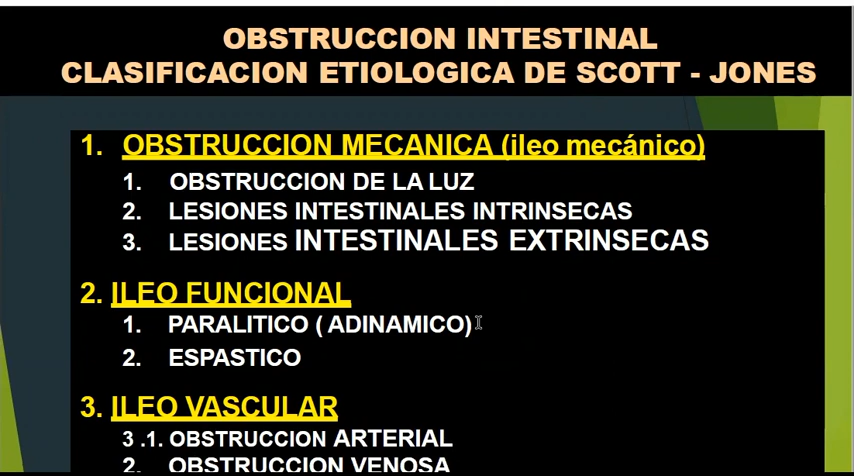 OBSTRUCCION INTESTINAL
CLASIFICACION ETIOLOGICA DE SCOTT - JONES
1. OBSTRUCCION MECANICA (ileo mecánico)
1. OBSTRUCCION DE LA LUZ
2. LESIONES INTESTINALES INTRINSECAS
3. LESIONES INTESTINALES EXTRINSECAS
2. ILEO FUNCIONAL
1. PARALITICO ( ADINAMICO)
2. ESPASTICO
3. ILEO VASCULAR
3 .1. OBSTRUCCION ARTERIAL
2. OBSTRUCCION VENOSA